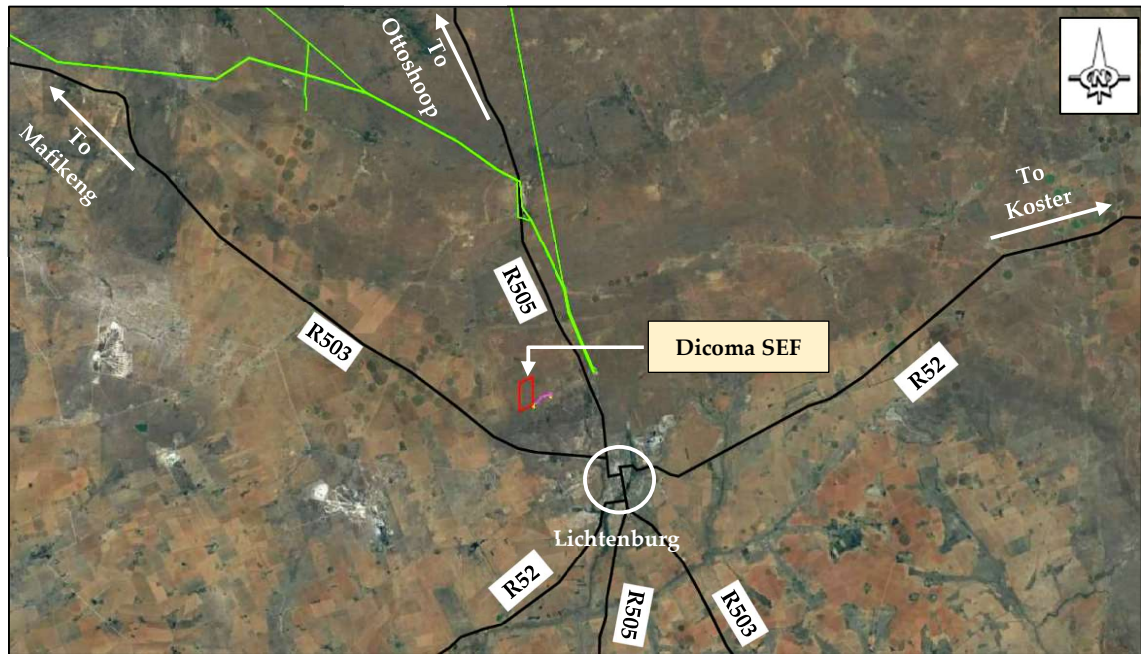 To
Ottoshoop
N
To
Mafikeng
To
Koster
R505
R503
Dicoma SEF
R52
Lichtenburg
R52
R505
R503